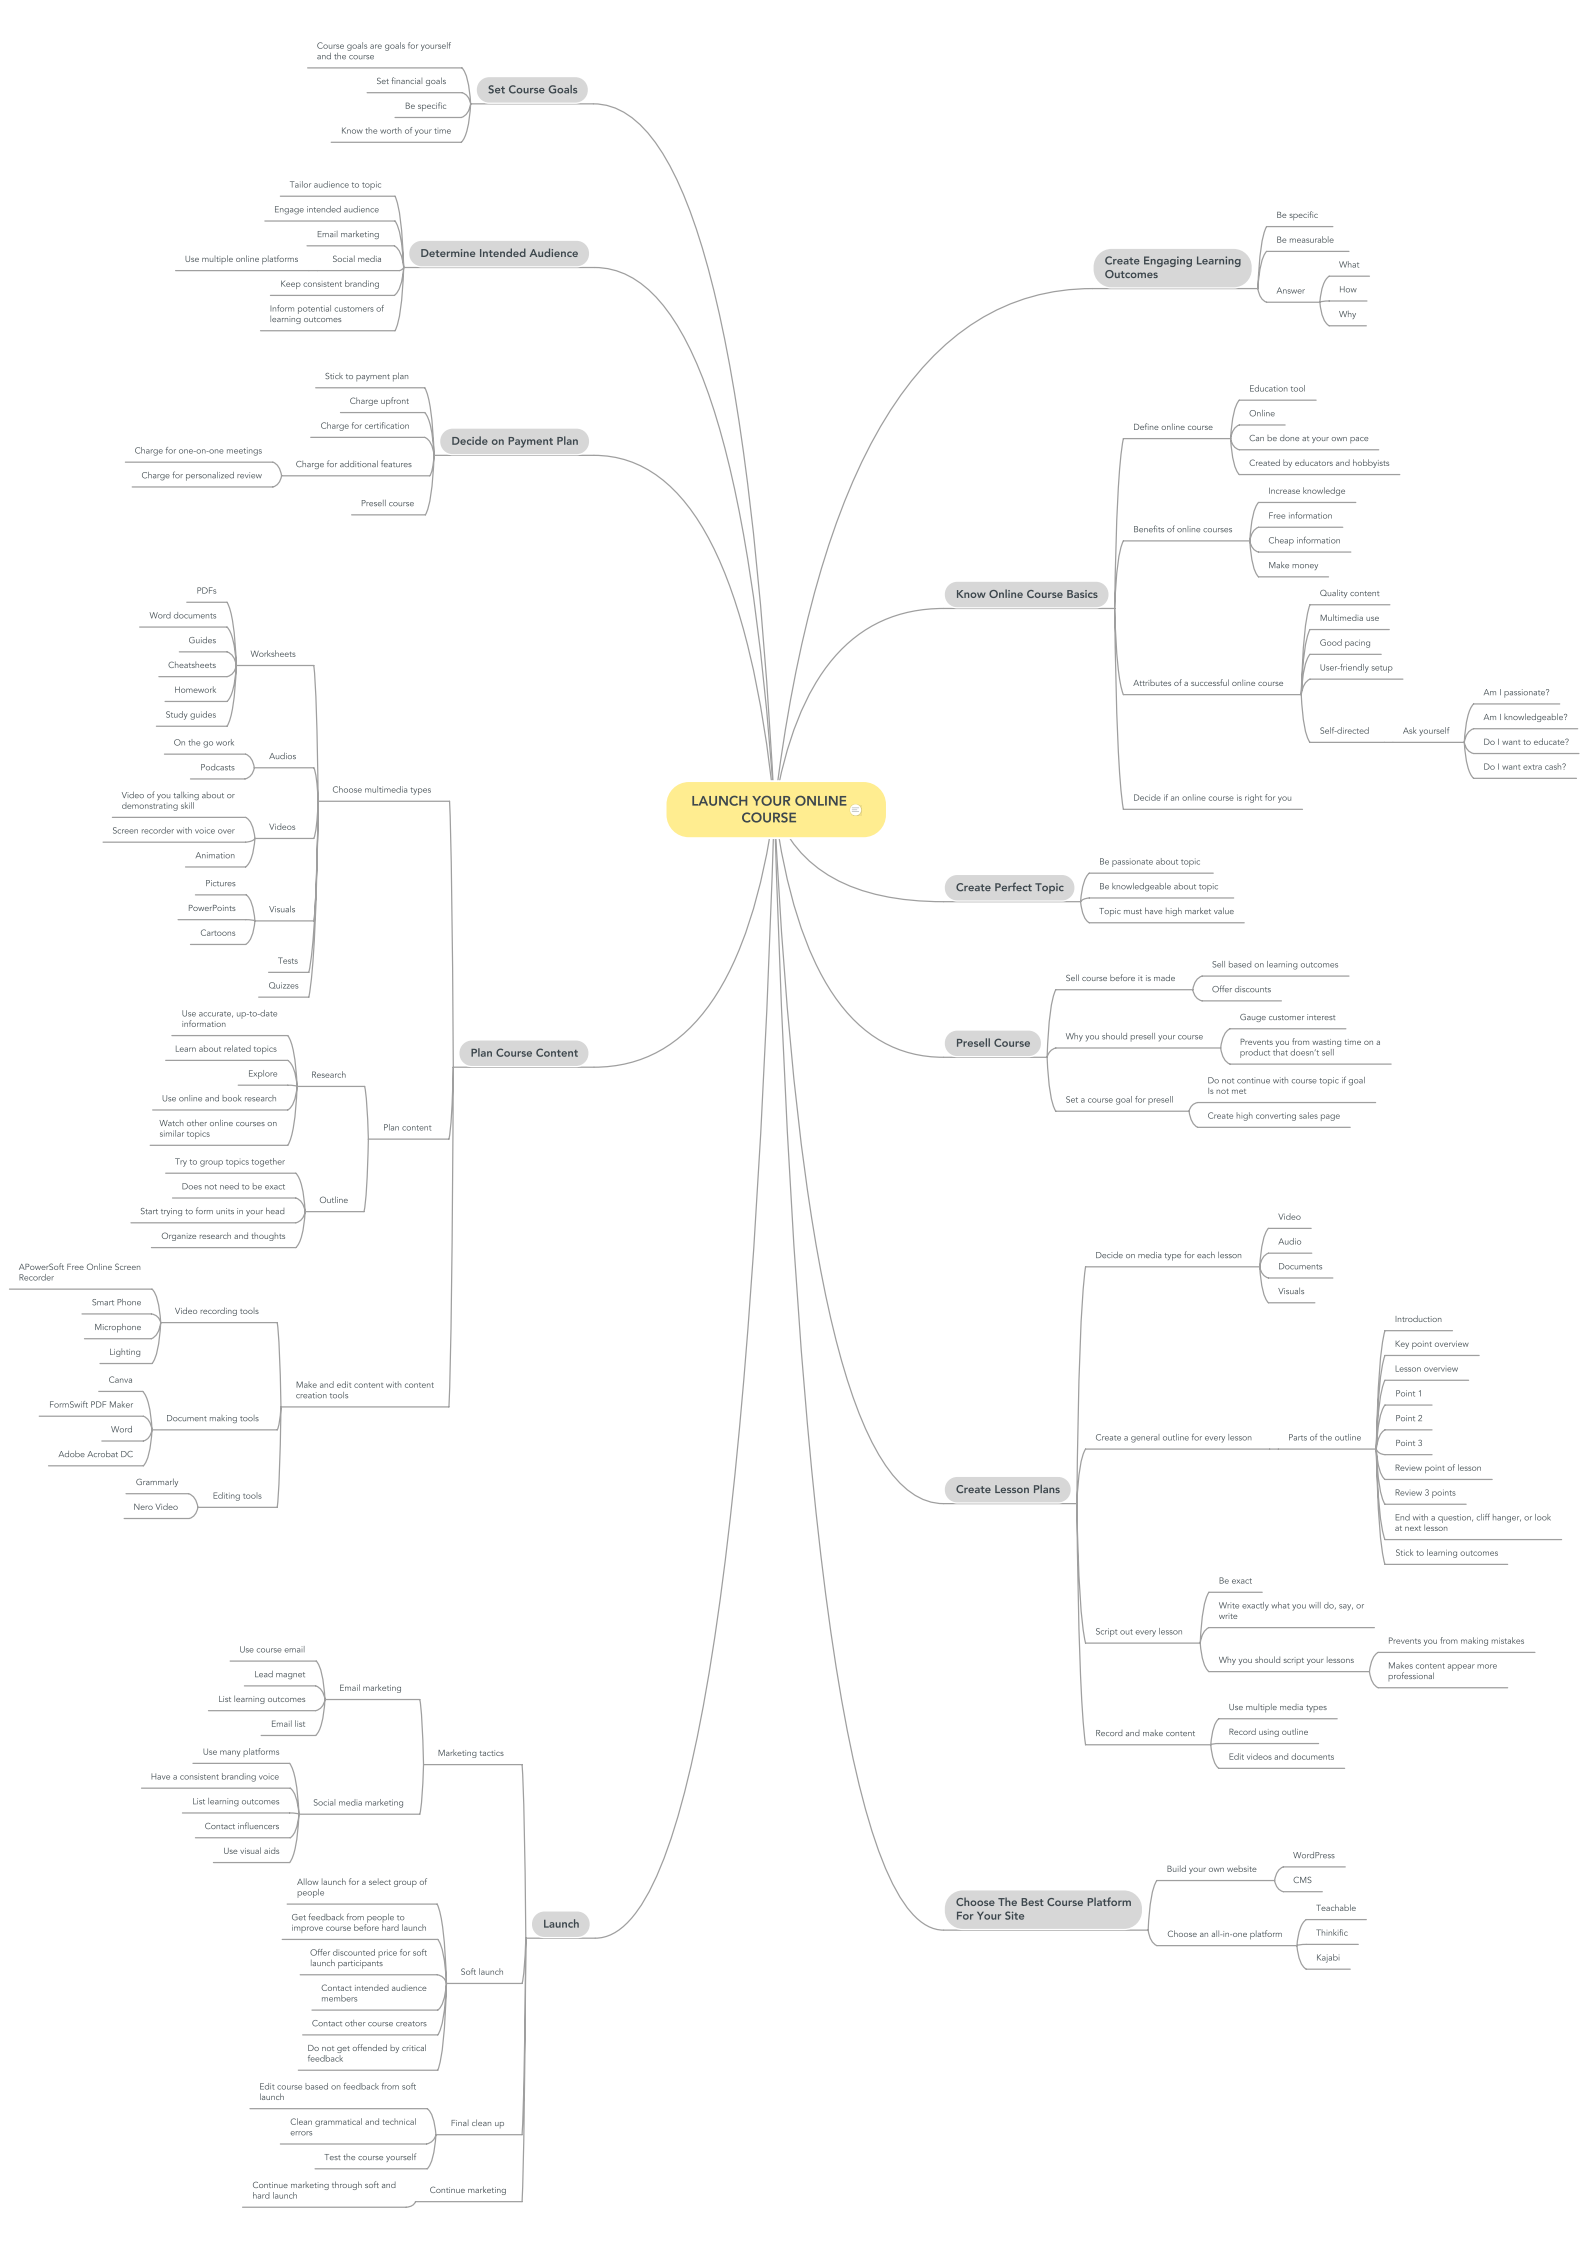 LAUNCH YOUR ONLINE
COURSE
Set Course Goals
Course goals are goals for yourself
and the course
Set financial goals
Be specific
Know the worth of your time
Determine Intended Audience
Tailor audience to topic
Engage intended audience
Email marketing
Social media
Use multiple online platforms
Keep consistent branding
Inform potential customers of
learning outcomes
Decide on Payment Plan
Stick to payment plan
Charge upfront
Charge for certification
Charge for additional features
Charge for one-on-one meetings
Charge for personalized review
Presell course
Plan Course Content
Choose multimedia types
Worksheets
PDFs
Word documents
Guides
Cheatsheets
Homework
Study guides
Audios
On the go work
Podcasts
Videos
Video of you talking about or
demonstrating skill
Screen recorder with voice over
Animation
Visuals
Pictures
PowerPoints
Cartoons
Tests
Quizzes
Plan content
Research
Use accurate, up-to-date
information
Learn about related topics
Explore
Use online and book research
Watch other online courses on
similar topics
Outline
Try to group topics together
Does not need to be exact
Start trying to form units in your head
Organize research and thoughts
Make and edit content with content
creation tools
Video recording tools
APowerSoft Free Online Screen
Recorder
Smart Phone
Microphone
Lighting
Document making tools
Canva
FormSwift PDF Maker
Word
Adobe Acrobat DC
Editing tools
Grammarly
Nero Video
Launch
Marketing tactics
Email marketing
Use course email
Lead magnet
List learning outcomes
Email list
Social media marketing
Use many platforms
Have a consistent branding voice
List learning outcomes
Contact influencers
Use visual aids
Soft launch
Allow launch for a select group of
people
Get feedback from people to
improve course before hard launch
Offer discounted price for soft
launch participants
Contact intended audience
members
Contact other course creators
Do not get offended by critical
feedback
Final clean up
Edit course based on feedback from soft
launch
Clean grammatical and technical
errors
Test the course yourself
Continue marketing
Continue marketing through soft and
hard launch
Create Engaging Learning
Outcomes
Be specific
Be measurable
Answer
What
How
Why
Know Online Course Basics
Define online course
Education tool
Online
Can be done at your own pace
Created by educators and hobbyists
Benefits of online courses
Increase knowledge
Free information
Cheap information
Make money
Attributes of a successful online course
Quality content
Multimedia use
Good pacing
User-friendly setup
Self-directed
Ask yourself
Am I passionate?
Am I knowledgeable?
Do I want to educate?
Do I want extra cash?
Decide if an online course is right for you
Create Perfect Topic
Be passionate about topic
Be knowledgeable about topic
Topic must have high market value
Presell Course
Sell course before it is made
Sell based on learning outcomes
Offer discounts
Why you should presell your course
Gauge customer interest
Prevents you from wasting time on a
product that doesn't sell
Set a course goal for presell
Do not continue with course topic if goal
Is not met
Create high converting sales page
Create Lesson Plans
Decide on media type for each lesson
Video
Audio
Documents
Visuals
Create a general outline for every lesson
Parts of the outline
Introduction
Key point overview
Lesson overview
Point 1
Point 2
Point 3
Review point of lesson
Review 3 points
End with a question, cliff hanger, or look
at next lesson
Stick to learning outcomes
Script out every lesson
Be exact
Write exactly what you will do, say, or
write
Why you should script your lessons
Prevents you from making mistakes
Makes content appear more
professional
Record and make content
Use multiple media types
Record using outline
Edit videos and documents
Choose The Best Course Platform
For Your Site
Build your own website
WordPress
CMS
Choose an all-in-one platform
Teachable
Thinkific
Kajabi